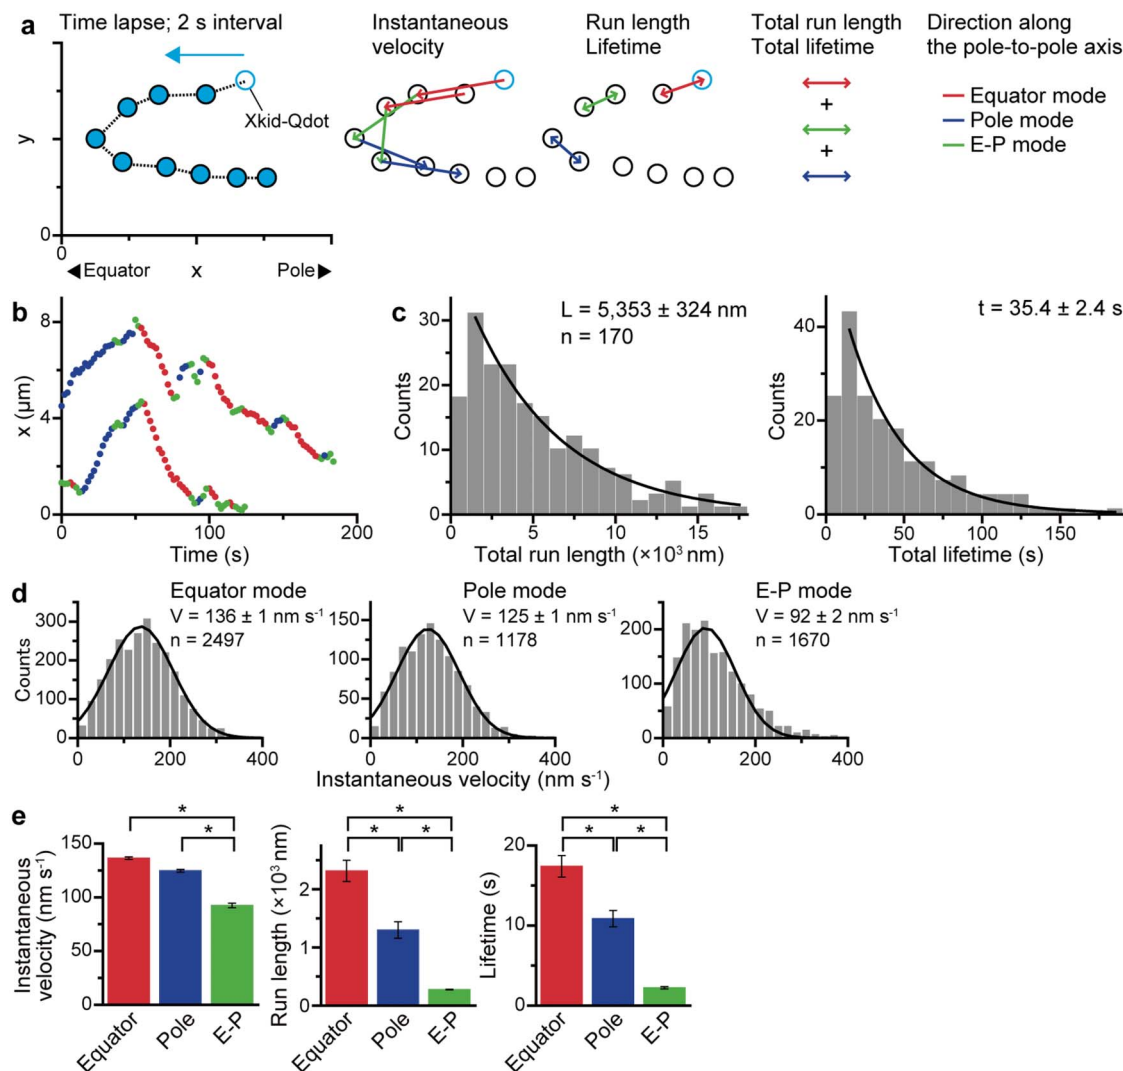 a
Time lapse; 2 s interval
Instantaneous
velocity
Run length
Lifetime
Total run length
Total lifetime
Direction along
the pole-to-pole axis
Xkid-Qdot
+
+
Equator mode
Pole mode
E-P mode
y
0
0
◀Equator
x
Pole▶
b
8
4
0
x (µm)
0
100
200
Time (s)
c
L = 5,353 ± 324 nm
n = 170
30
20
10
0
Counts
0
5
10
15
Total run length (×10³ nm)
t = 35.4 ± 2.4 s
40
20
0
Counts
0
50
100
150
Total lifetime (s)
d
Equator mode
V = 136 ± 1 nm s⁻¹
n = 2497
300
200
100
0
Counts
0
200
400
Pole mode
V = 125 ± 1 nm s⁻¹
n = 1178
150
100
50
0
0
200
400
E-P mode
V = 92 ± 2 nm s⁻¹
n = 1670
200
100
0
0
200
400
Instantaneous velocity (nm s⁻¹)
e
*
*
Instantaneous
velocity (nm s⁻¹)
150
100
50
0
Equator
Pole
E-P
*
*
*
Run length (×10³ nm)
2
1
0
Equator
Pole
E-P
*
*
*
Lifetime (s)
20
10
0
Equator
Pole
E-P